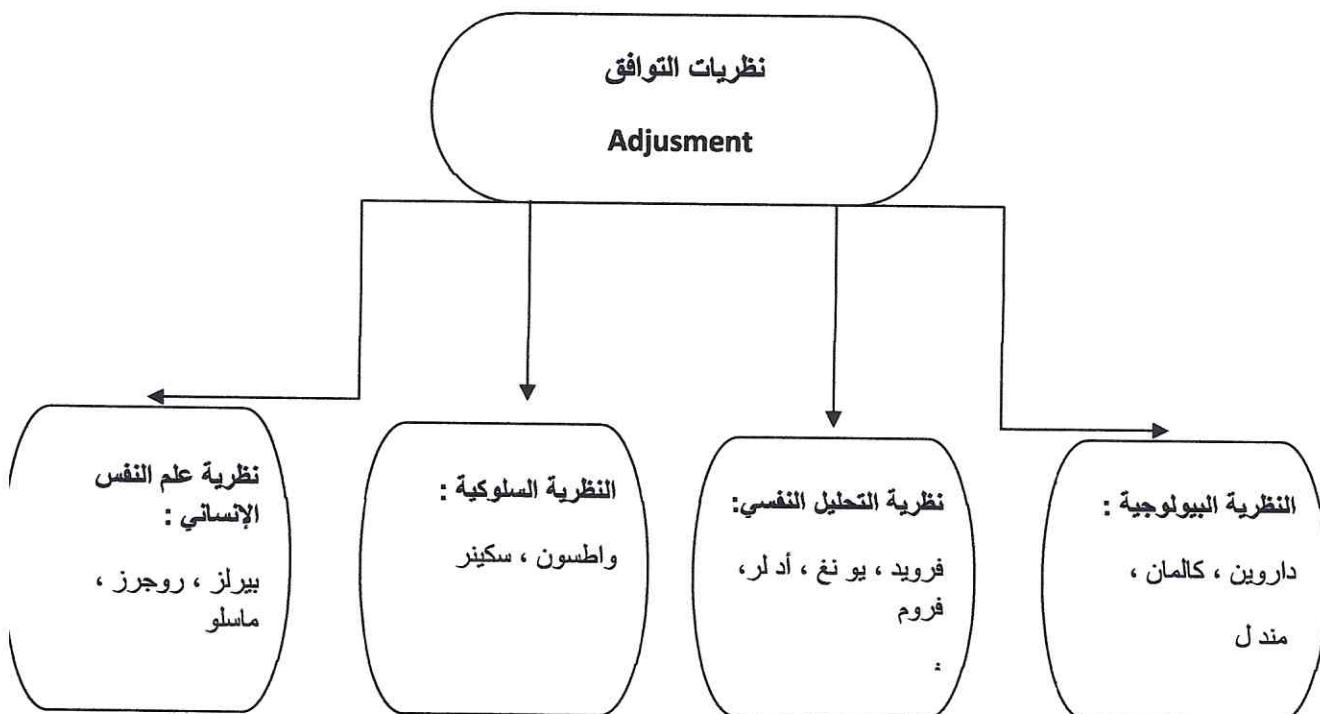 نظريات التوافق
Adjusment
النظرية البيولوجية :
داروين ، كالمان ،
مند ل
نظرية التحليل النفسي:
فرويد ، يو نغ ، أد لر،
فروم
:
النظرية السلوكية :
واطسون ، سكينر
نظرية علم النفس
الإنساني :
بيرلز ، روجرز ،
ماسلو